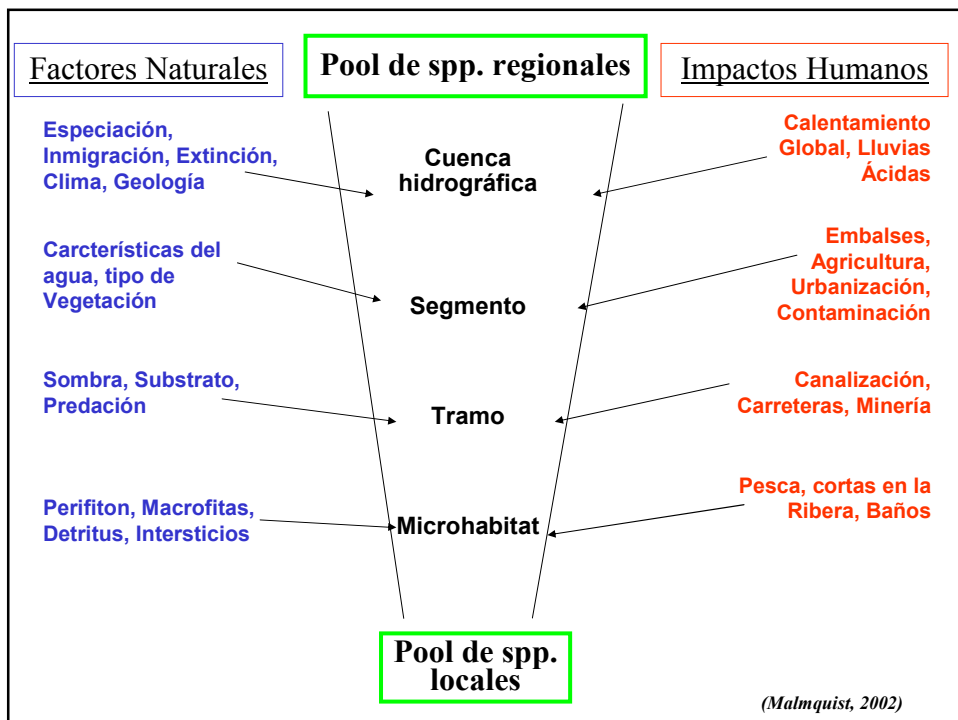 Factores Naturales
Pool de spp. regionales
Impactos Humanos
Especiación,
Inmigración, Extinción,
Clima, Geología
Cuenca
hidrográfica
Calentamiento
Global, Lluvias
Ácidas
Carcterísticas del
agua, tipo de
Vegetación
Segmento
Embalses,
Agricultura,
Urbanización,
Contaminación
Sombra, Substrato,
Predación
Tramo
Canalización,
Carreteras, Minería
Perifiton, Macrofitas,
Detritus, Intersticios
Microhabitat
Pesca, cortas en la
Ribera, Baños
Pool de spp.
locales
(Malmquist, 2002)